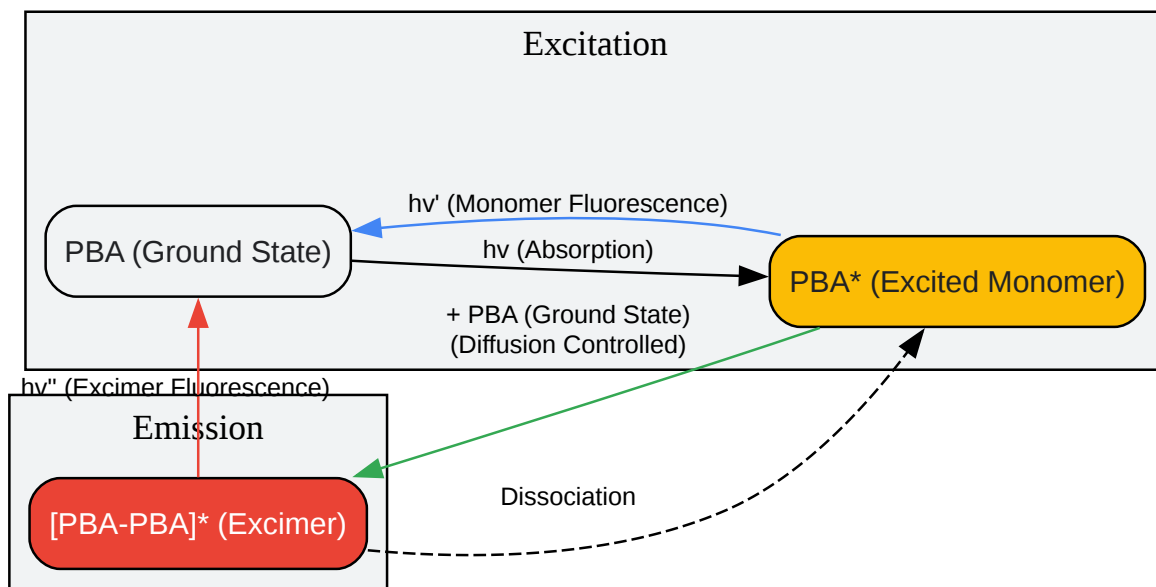 Excitation
hv' (Monomer Fluorescence)
PBA (Ground State)
hv (Absorption)
PBA* (Excited Monomer)
+ PBA (Ground State)
(Diffusion Controlled)
hv'' (Excimer Fluorescence)
Emission
Dissociation
[PBA-PBA]* (Excimer)